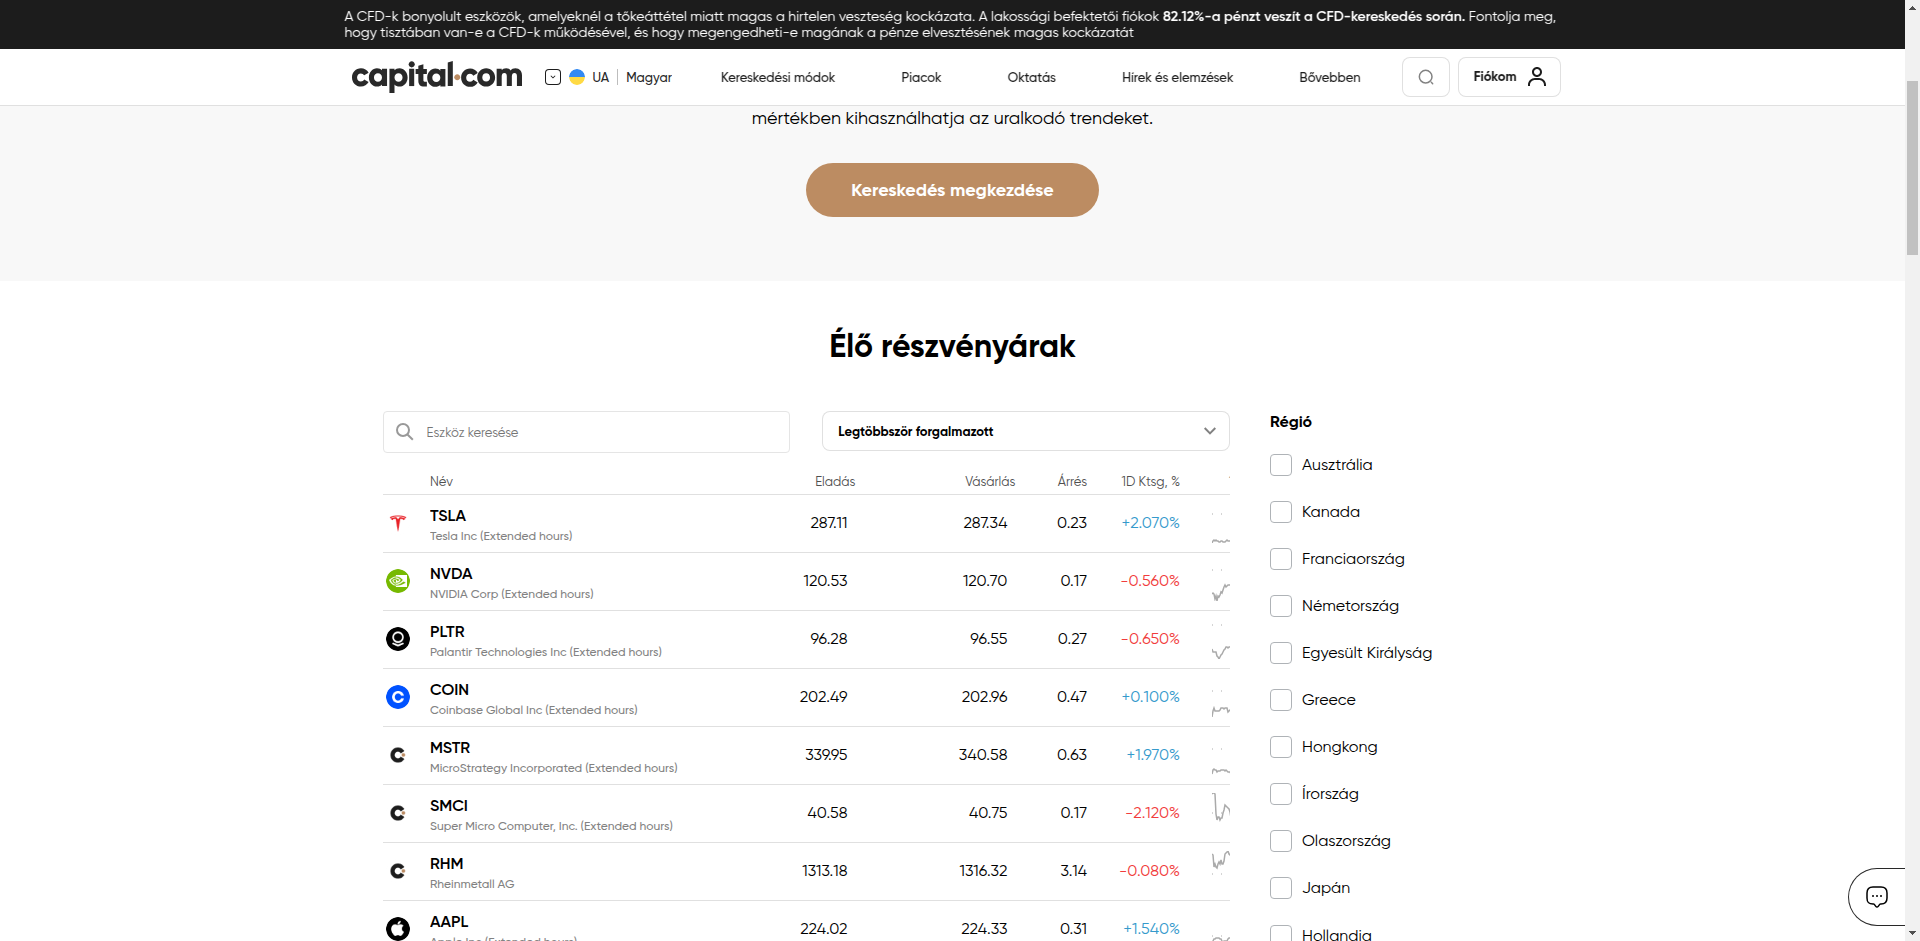 A CFD-k bonyolult eszközök, amelyeknél a tőkeáttétel miatt magas a hirtelen veszteség kockázata. A lakossági befektetői fiókok 82.12%-a pénzt veszít a CFD-kereskedés során. Fontolja meg,
hogy tisztában van-e a CFD-k működésével, és hogy megengedheti-e magának a pénze elvesztésének magas kockázatát
capital.com UA Magyar Kereskedési módok Piacok Oktatás Hírek és elemzések Bővebben Fiókom
mértékben kihasználhatja az uralkodó trendeket.
Kereskedés megkezdése
Élő részvényárak
Eszköz keresése Legtöbbször forgalmazott
Név Eladás Vásárlás Árrés 1D Ktsg, %
TSLA 287.11 287.34 0.23 +2.070%
Tesla Inc (Extended hours)
NVDA 120.53 120.70 0.17 -0.560%
NVIDIA Corp (Extended hours)
PLTR 96.28 96.55 0.27 -0.650%
Palantir Technologies Inc (Extended hours)
COIN 202.49 202.96 0.47 +0.100%
Coinbase Global Inc (Extended hours)
MSTR 339.95 340.58 0.63 +1.970%
MicroStrategy Incorporated (Extended hours)
SMCI 40.58 40.75 0.17 -2.120%
Super Micro Computer, Inc. (Extended hours)
RHM 1313.18 1316.32 3.14 -0.080%
Rheinmetall AG
AAPL 224.02 224.33 0.31 +1.540%
Apple Inc (Extended hours)
Régió
Ausztrália
Kanada
Franciaország
Németország
Egyesült Királyság
Greece
Hongkong
Írország
Olaszország
Japán
Hollandia